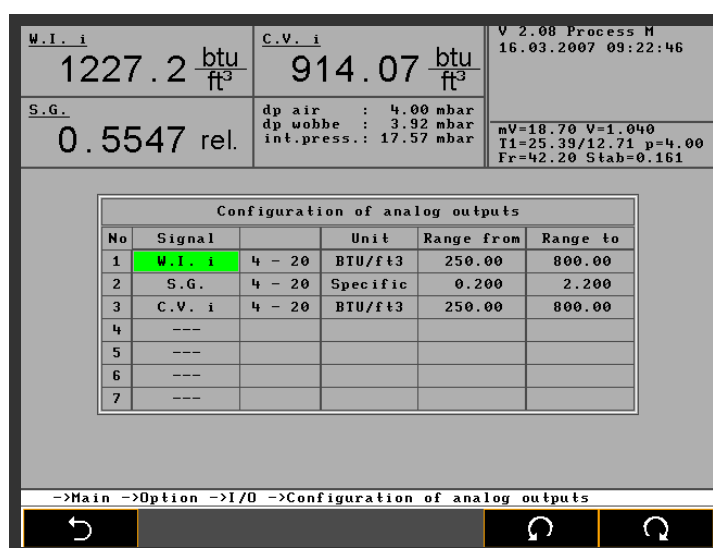 W.I. i
1227.2 btu/ft³
C.V. i
914.07 btu/ft³
V 2.08 Process M
16.03.2007 09:22:46
S.G.
0.5547 rel.
dp air : 4.00 mbar
dp wobbe : 3.92 mbar
int.press.: 17.57 mbar
mV=18.70 V=1.040
T1=25.39/12.71 p=4.00
Fr=42.20 Stab=0.161
Configuration of analog outputs
No Signal Unit Range from Range to
1 W.I. i 4 - 20 BTU/ft3 250.00 800.00
2 S.G. 4 - 20 Specific 0.200 2.200
3 C.V. i 4 - 20 BTU/ft3 250.00 800.00
4 ---
5 ---
6 ---
7 ---
->Main ->Option ->I/O ->Configuration of analog outputs